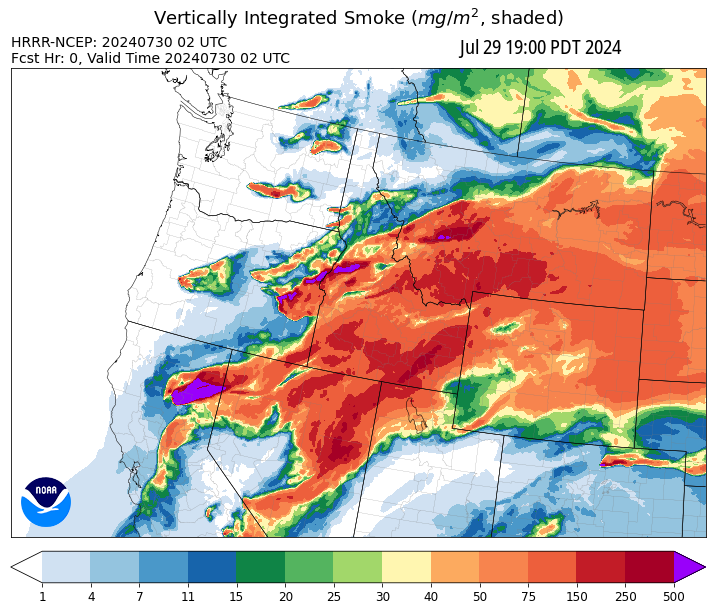 Vertically Integrated Smoke (mg/m², shaded)
HRRR-NCEP: 20240730 02 UTC
Jul 29 19:00 PDT 2024
Fcst Hr: 0, Valid Time 20240730 02 UTC
NOAA
1 4 7 11 15 20 25 30 40 50 75 150 250 500